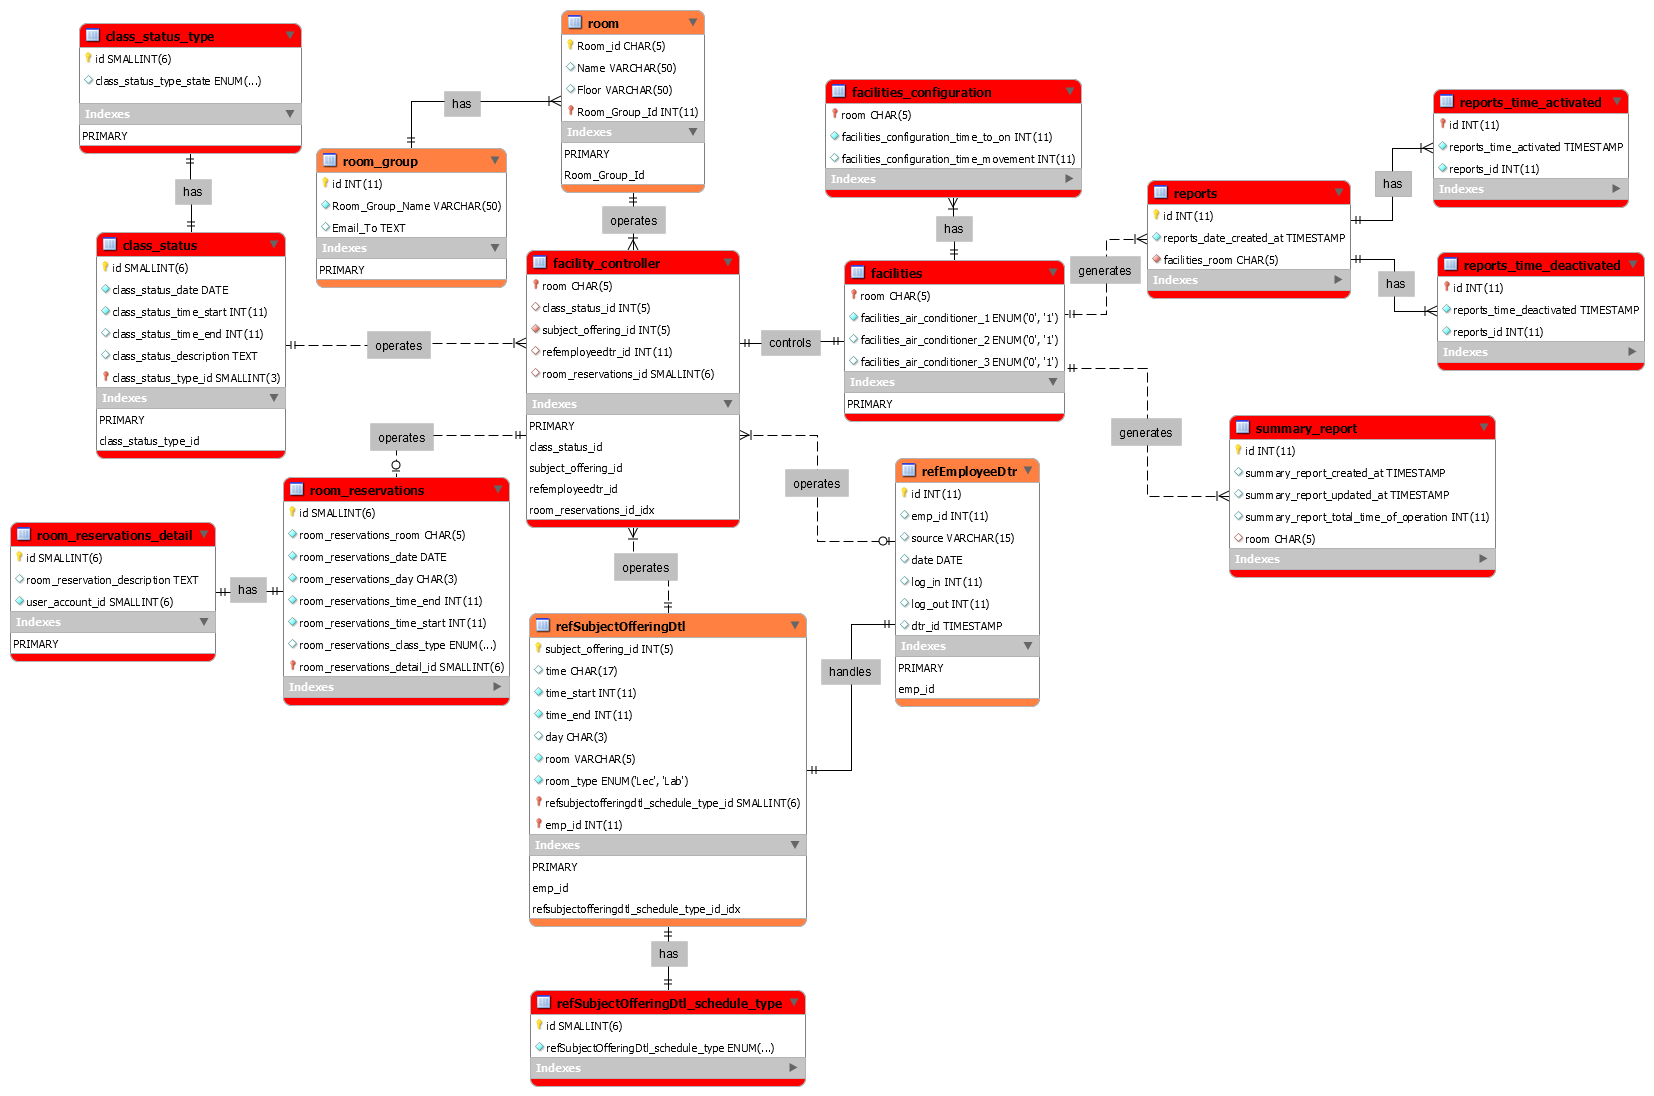 class_status_type
id SMALLINT(6)
class_status_type_state ENUM(...)
Indexes
PRIMARY
has
class_status
id SMALLINT(6)
class_status_date DATE
class_status_time_start INT(11)
class_status_time_end INT(11)
class_status_description TEXT
class_status_type_id SMALLINT(3)
Indexes
PRIMARY
class_status_type_id
operates
room
Room_id CHAR(5)
Name VARCHAR(50)
Floor VARCHAR(50)
Room_Group_Id INT(11)
Indexes
PRIMARY
Room_Group_Id
has
room_group
id INT(11)
Room_Group_Name VARCHAR(50)
Email_To TEXT
Indexes
PRIMARY
operates
facility_controller
room CHAR(5)
class_status_id INT(5)
subject_offering_id INT(5)
refemployeedtr_id INT(11)
room_reservations_id SMALLINT(6)
Indexes
PRIMARY
class_status_id
subject_offering_id
refemployeedtr_id
room_reservations_id_idx
controls
facilities_configuration
room CHAR(5)
facilities_configuration_time_to_on INT(11)
facilities_configuration_time_movement INT(11)
Indexes
has
facilities
room CHAR(5)
facilities_air_conditioner_1 ENUM('0', '1')
facilities_air_conditioner_2 ENUM('0', '1')
facilities_air_conditioner_3 ENUM('0', '1')
Indexes
PRIMARY
generates
reports
id INT(11)
reports_date_created_at TIMESTAMP
facilities_room CHAR(5)
Indexes
has
reports_time_activated
id INT(11)
reports_time_activated TIMESTAMP
reports_id INT(11)
Indexes
has
reports_time_deactivated
id INT(11)
reports_time_deactivated TIMESTAMP
reports_id INT(11)
Indexes
generates
summary_report
id INT(11)
summary_report_created_at TIMESTAMP
summary_report_updated_at TIMESTAMP
summary_report_total_time_of_operation INT(11)
room CHAR(5)
Indexes
operates
room_reservations
id SMALLINT(6)
room_reservations_room CHAR(5)
room_reservations_date DATE
room_reservations_day CHAR(3)
room_reservations_time_end INT(11)
room_reservations_time_start INT(11)
room_reservations_class_type ENUM(...)
room_reservations_detail_id SMALLINT(6)
Indexes
has
room_reservations_detail
id SMALLINT(6)
room_reservation_description TEXT
user_account_id SMALLINT(6)
Indexes
PRIMARY
operates
refEmployeeDtr
id INT(11)
emp_id INT(11)
source VARCHAR(15)
date DATE
log_in INT(11)
log_out INT(11)
dtr_id TIMESTAMP
Indexes
PRIMARY
emp_id
handles
operates
refSubjectOfferingDtl
subject_offering_id INT(5)
time CHAR(17)
time_start INT(11)
time_end INT(11)
day CHAR(3)
room VARCHAR(5)
room_type ENUM('Lec', 'Lab')
refsubjectofferingdtl_schedule_type_id SMALLINT(6)
emp_id INT(11)
Indexes
PRIMARY
emp_id
refsubjectofferingdtl_schedule_type_id_idx
has
refSubjectOfferingDtl_schedule_type
id SMALLINT(6)
refSubjectOfferingDtl_schedule_type ENUM(...)
Indexes